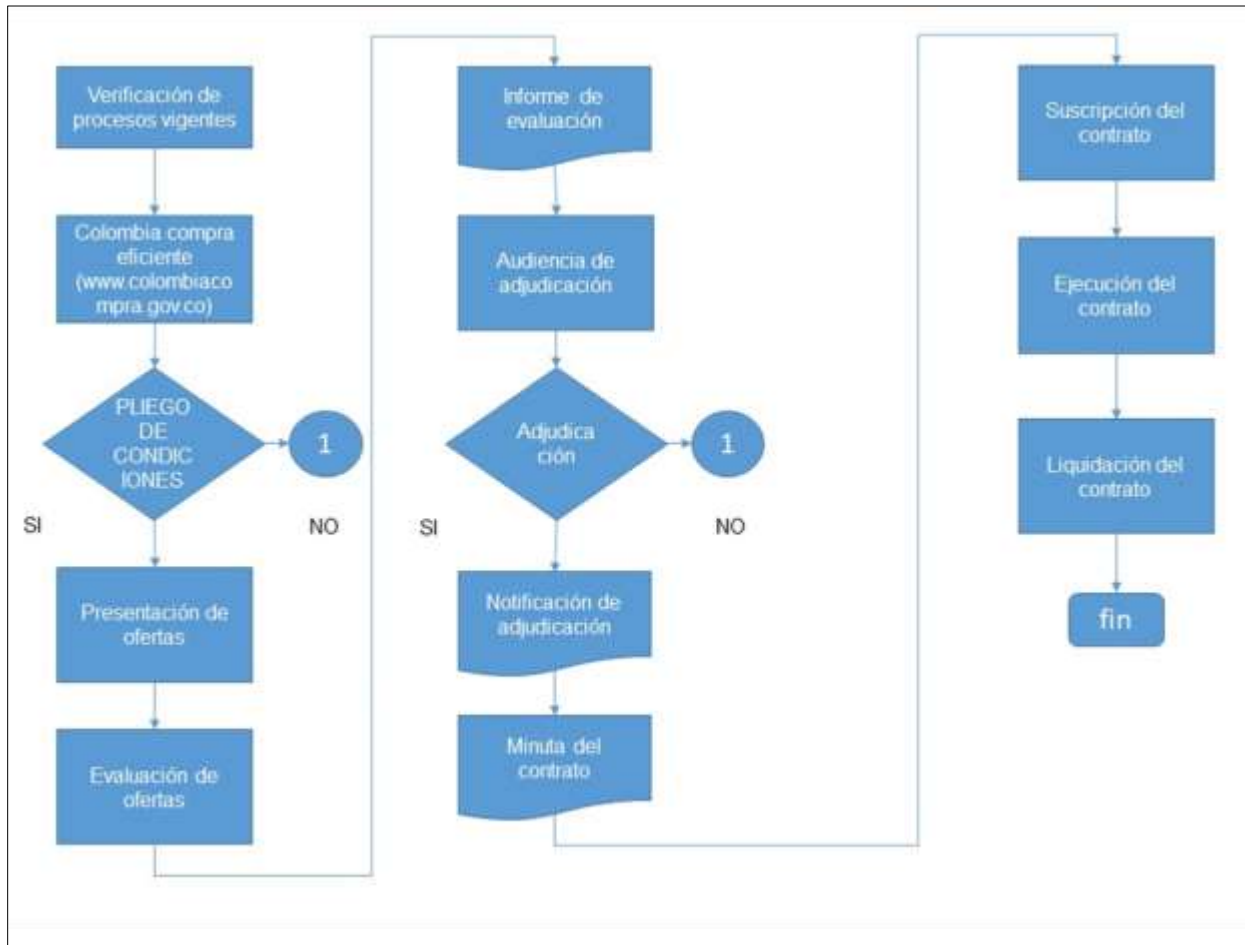 Verificación de
procesos vigentes
Colombia compra
eficiente
(www.colombiaco
mpra.gov.co)
PLIEGO
DE
CONDIC
IONES
1
SI
NO
Presentación de
ofertas
Evaluación de
ofertas
Informe de
evaluación
Audiencia de
adjudicación
Adjudica
ción
1
SI
NO
Notificación de
adjudicación
Minuta del
contrato
Suscripción del
contrato
Ejecución del
contrato
Liquidación del
contrato
fin